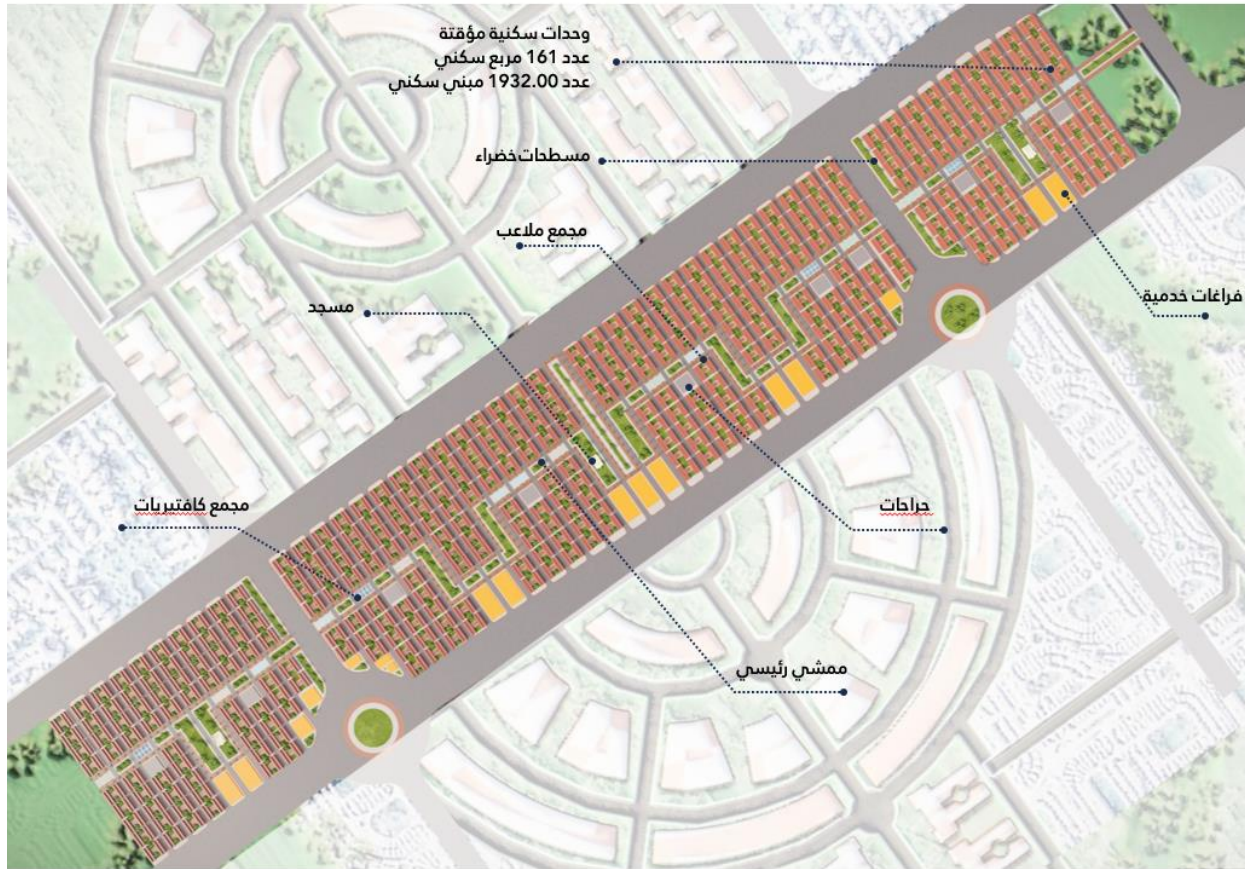 وحدات سكنية مؤقتة
عدد 161 مربع سكني
عدد 1932.00 مبني سكني
مسطحات خضراء
مجمع ملاعب
فراغات خدمية
مسجد
مجمع كافتيريات
جراجات
ممشي رئيسي